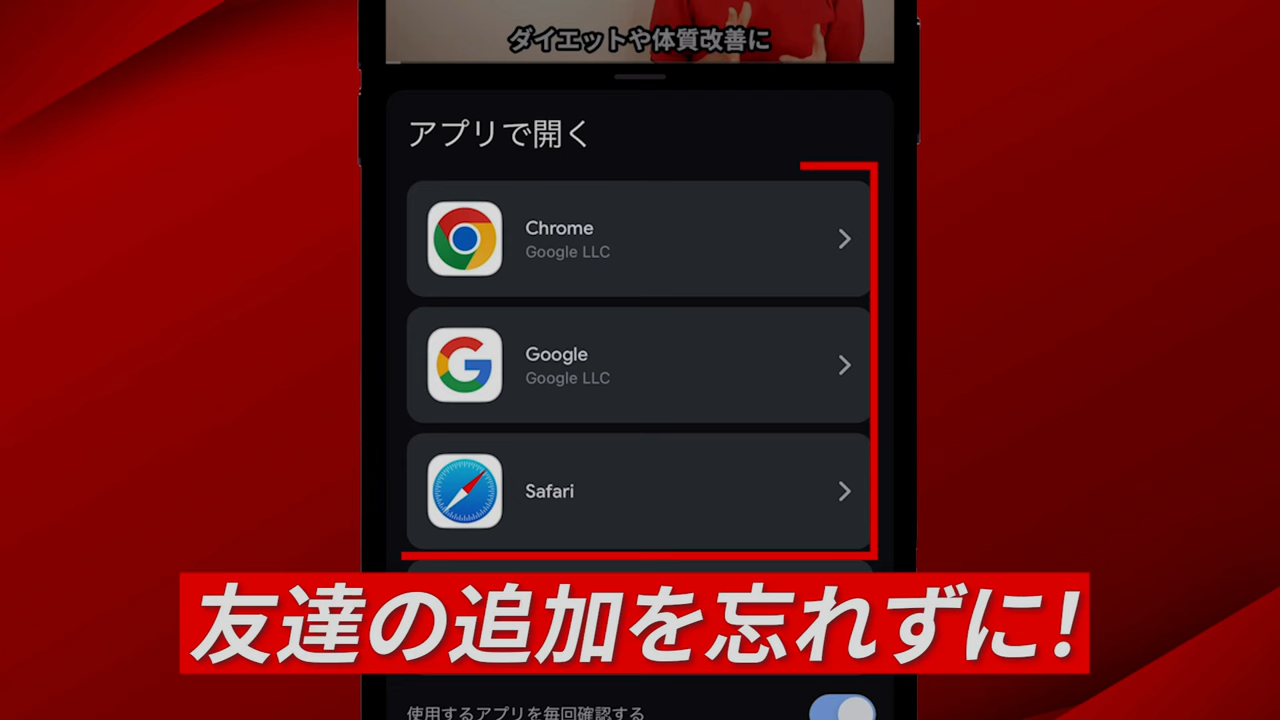 ダイエットや体質改善に
アプリで開く
Chrome
Google LLC
Google
Google LLC
Safari
友達の追加を忘れずに!
使用するアプリを毎回確認する